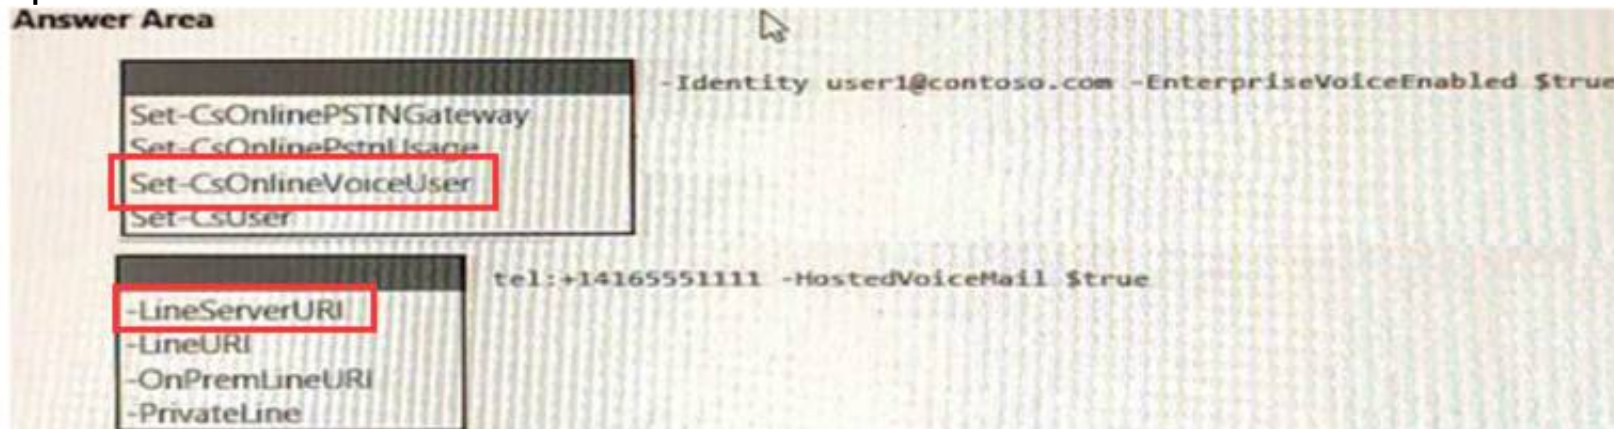 Answer Area
-Identity user1@contoso.com -EnterpriseVoiceEnabled $true
Set-CsOnlinePSTNGateway
Set-CsOnlinePstnUsage
Set-CsOnlineVoiceUser
Set-CsUser
tel:+14165551111 -HostedVoiceMail $true
-LineServerURI
-LineURI
-OnPremLineURI
-PrivateLine